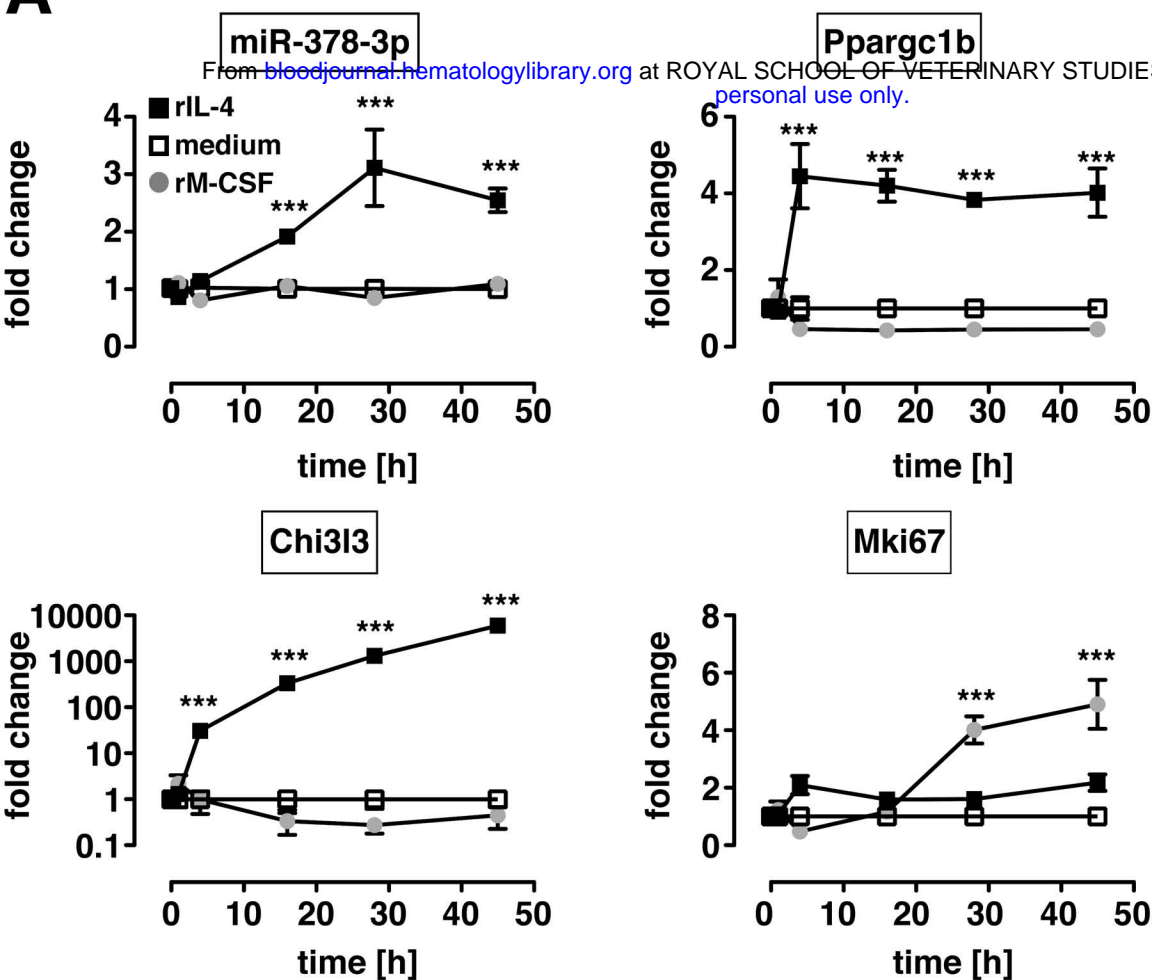 A
miR-378-3p
Ppargc1b
From bloodjournal.hematologylibrary.org at ROYAL SCHOOL OF VETERINARY STUDIES
personal use only.
rIL-4
medium
rM-CSF
fold change
4
3
2
1
0
***
***
***
0 10 20 30 40 50
time [h]
fold change
6
4
2
0
***
***
***
***
0 10 20 30 40 50
time [h]
Chi3l3
fold change
10000
1000
100
10
1
0.1
***
***
***
***
0 10 20 30 40 50
time [h]
Mki67
fold change
8
6
4
2
0
***
***
0 10 20 30 40 50
time [h]